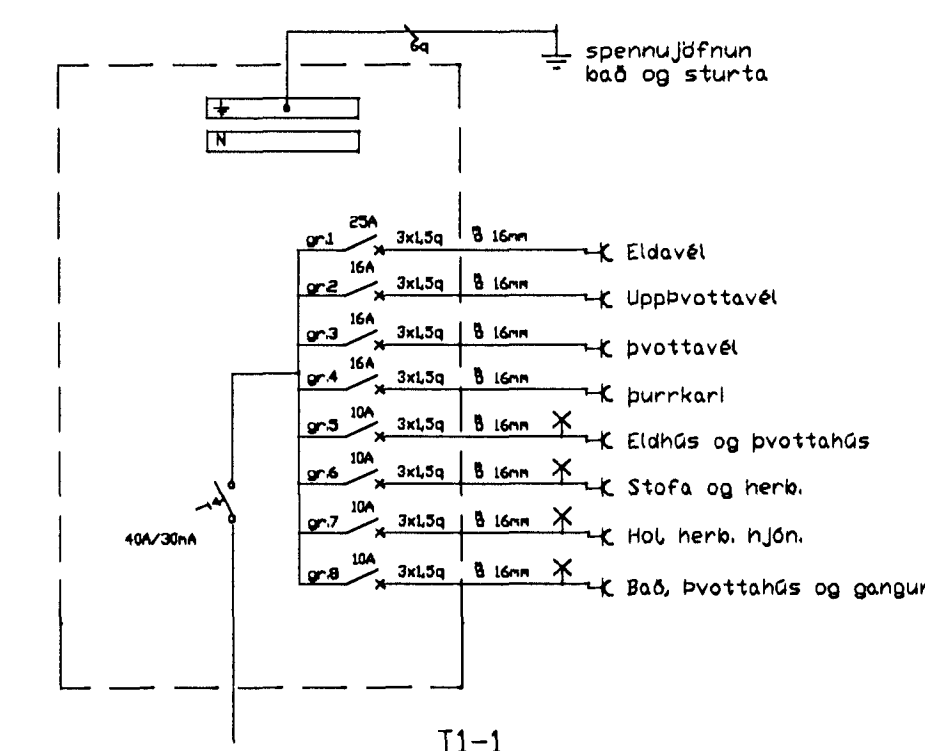 6q
spennujöfnun
bað og sturta
N
gr.1 25A 3x1,5q 16mm Eldavél
gr.2 16A 3x1,5q 16mm Uppþvottavél
gr.3 16A 3x1,5q 16mm þvottavél
gr.4 16A 3x1,5q 16mm þurrkari
gr.5 10A 3x1,5q 16mm Eldhús og þvottahús
gr.6 10A 3x1,5q 16mm Stofa og herb.
gr.7 10A 3x1,5q 16mm Hol herb. hjón.
gr.8 10A 3x1,5q 16mm Bað, þvottahús og gangur
40A/30mA
T1-1